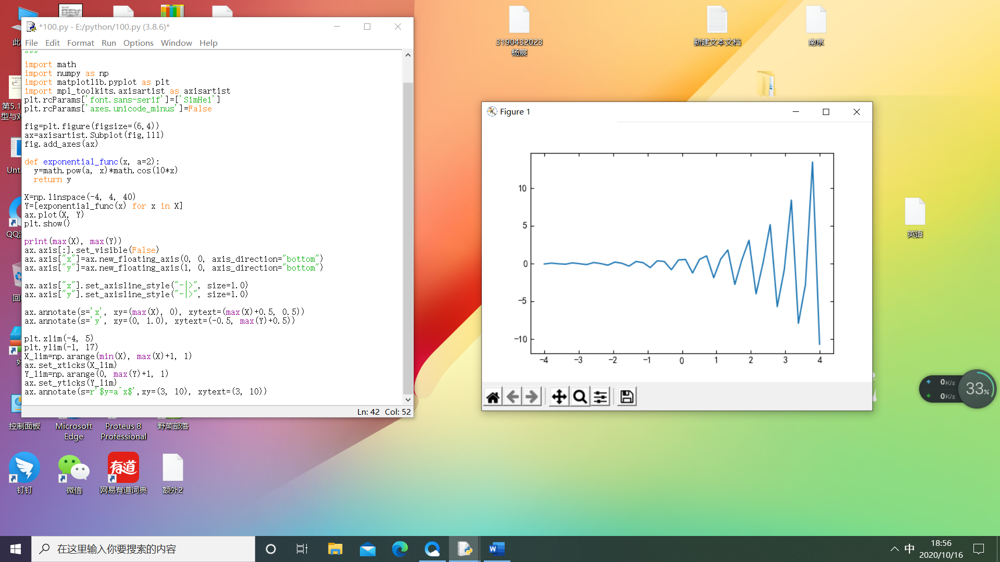 *100.py - E:/python/100.py (3.8.6)*
File Edit Format Run Options Window Help
"""
import math
import numpy as np
import matplotlib.pyplot as plt
import mpl_toolkits.axisartist as axisartist
plt.rcParams['font.sans-serif']=['SimHei']
plt.rcParams['axes.unicode_minus']=False
fig=plt.figure(figsize=(6,4))
ax=axisartist.Subplot(fig,111)
fig.add_axes(ax)
def exponential_func(x, a=2):
y=math.pow(a, x)*math.cos(10*x)
return y
X=np.linspace(-4, 4, 40)
Y=[exponential_func(x) for x in X]
ax.plot(X, Y)
plt.show()
print(max(X), max(Y))
ax.axis[:].set_visible(False)
ax.axis["x"]=ax.new_floating_axis(0, 0, axis_direction="bottom")
ax.axis["y"]=ax.new_floating_axis(1, 0, axis_direction="bottom")
ax.axis["x"].set_axisline_style("-|>", size=1.0)
ax.axis["y"].set_axisline_style("-|>", size=1.0)
ax.annotate(s='x', xy=(max(X), 0), xytext=(max(X)+0.5, 0.5))
ax.annotate(s='y', xy=(0, 1.0), xytext=(-0.5, max(Y)+0.5))
plt.xlim(-4, 5)
plt.ylim(-1, 17)
X_lim=np.arange(min(X), max(X)+1, 1)
ax.set_xticks(X_lim)
Y_lim=np.arange(0, max(Y)+1, 1)
ax.set_yticks(Y_lim)
ax.annotate(s=r'$y=a^x$',xy=(3, 10), xytext=(3, 10))
Ln: 42 Col: 52
3190432023
杨宸
新建文本文档
南京
Figure 1
10
5
0
−5
−10
−4 −3 −2 −1 0 1 2 3 4
英语
0K/s
0K/s
33%
第5.1
型与对
Unt
QQ
回
控制面板
Microsoft
Edge
Proteus 8
Professional
野菜部落
钉钉
微信
有道
网易有道词典
额外2
在这里输入你要搜索的内容
中
18:56
2020/10/16